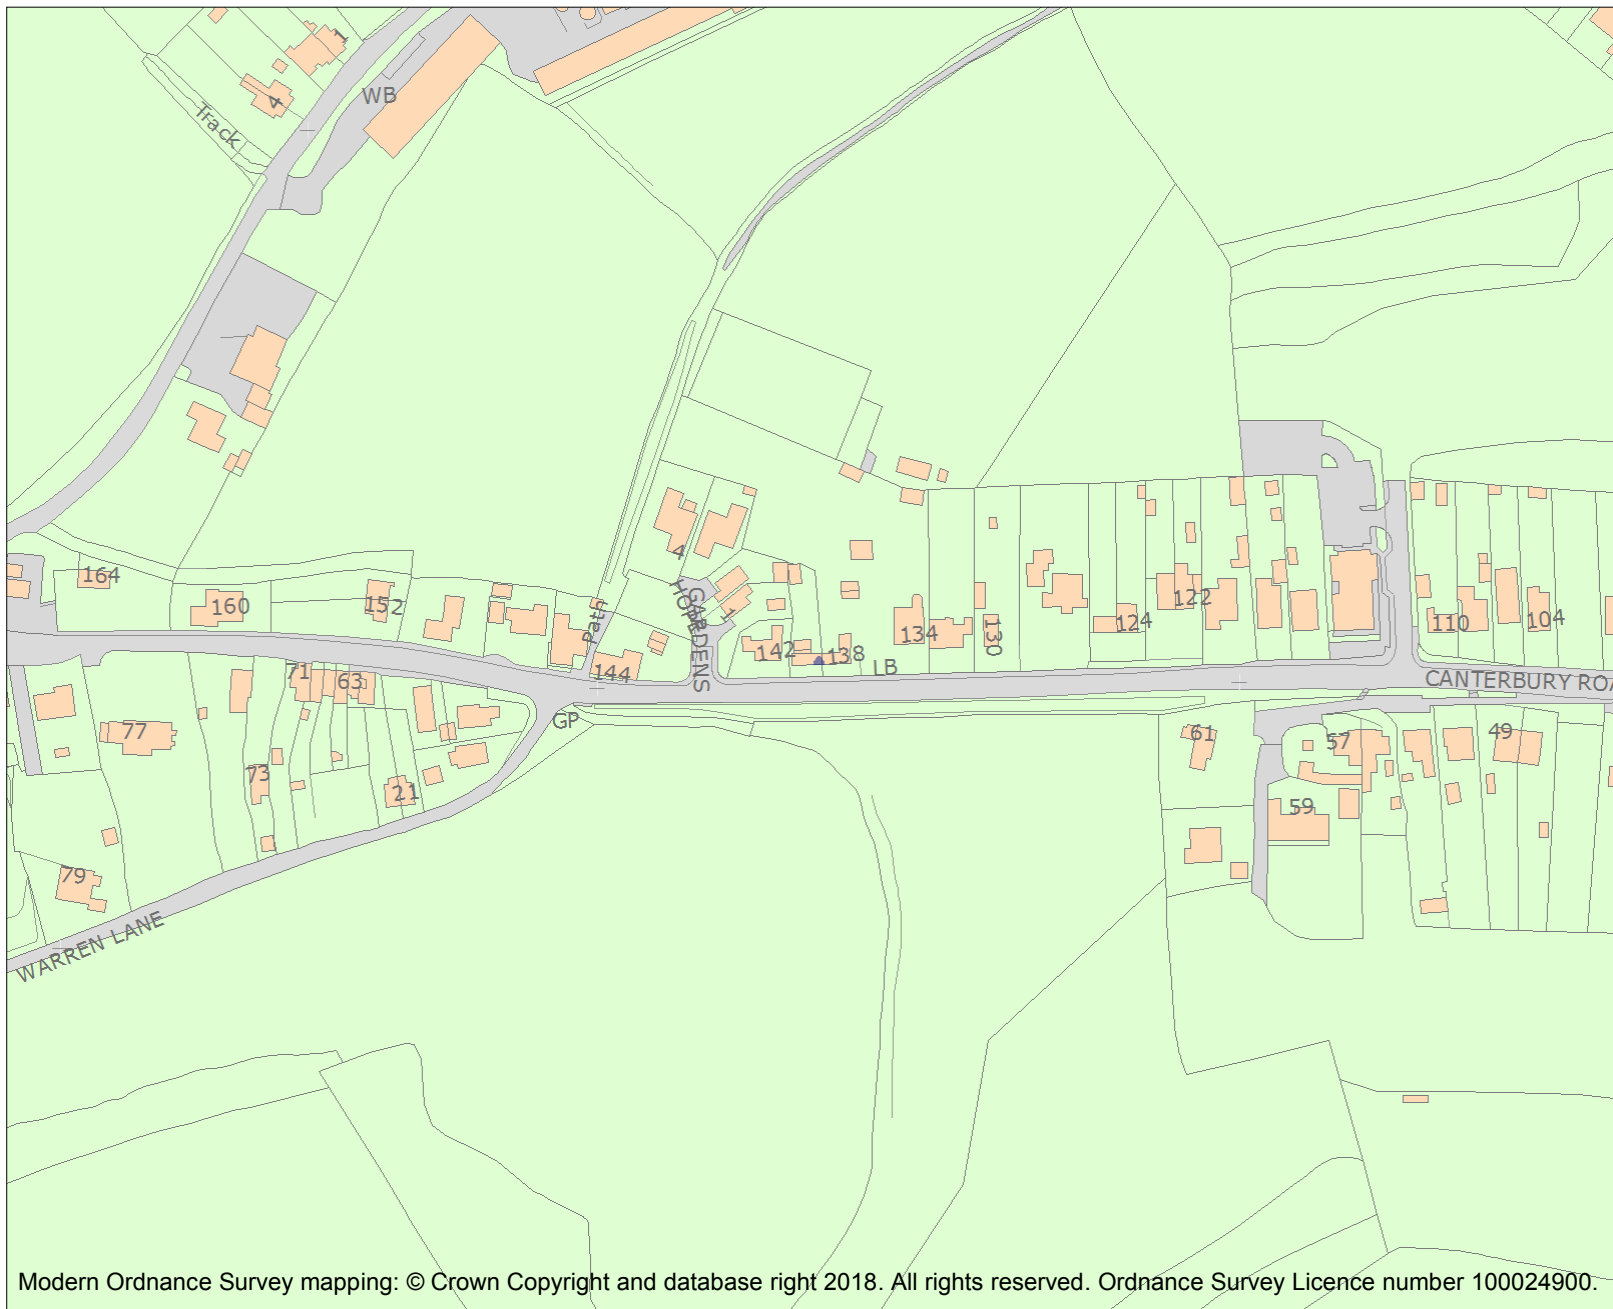 1
4
WB
Track
164
160
152
Path
144
4
HOPE
GARDENS
1
142
138
LB
134
130
124
122
110
104
CANTERBURY ROA
71
63
77
73
21
GP
79
WARREN LANE
61
57
49
59
Modern Ordnance Survey mapping: © Crown Copyright and database right 2018. All rights reserved. Ordnance Survey Licence number 100024900.